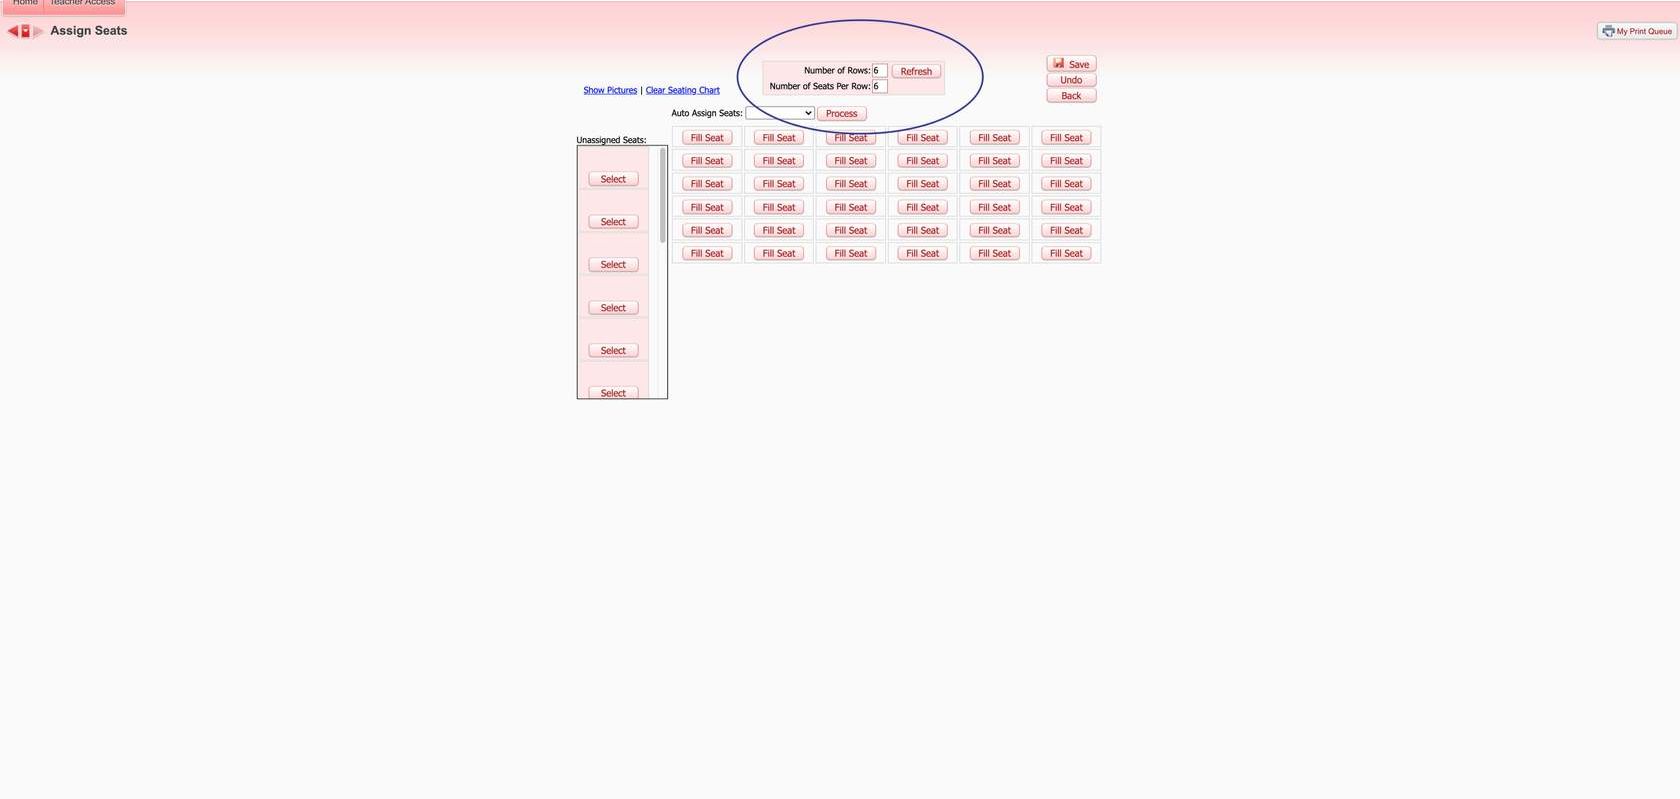 Home Teacher Access
Assign Seats
My Print Queue
Number of Rows: 6 Refresh
Number of Seats Per Row: 6
Save
Undo
Back
Show Pictures | Clear Seating Chart
Auto Assign Seats: Process
Unassigned Seats:
Select
Select
Select
Select
Select
Select
Fill Seat Fill Seat Fill Seat Fill Seat Fill Seat Fill Seat
Fill Seat Fill Seat Fill Seat Fill Seat Fill Seat Fill Seat
Fill Seat Fill Seat Fill Seat Fill Seat Fill Seat Fill Seat
Fill Seat Fill Seat Fill Seat Fill Seat Fill Seat Fill Seat
Fill Seat Fill Seat Fill Seat Fill Seat Fill Seat Fill Seat
Fill Seat Fill Seat Fill Seat Fill Seat Fill Seat Fill Seat